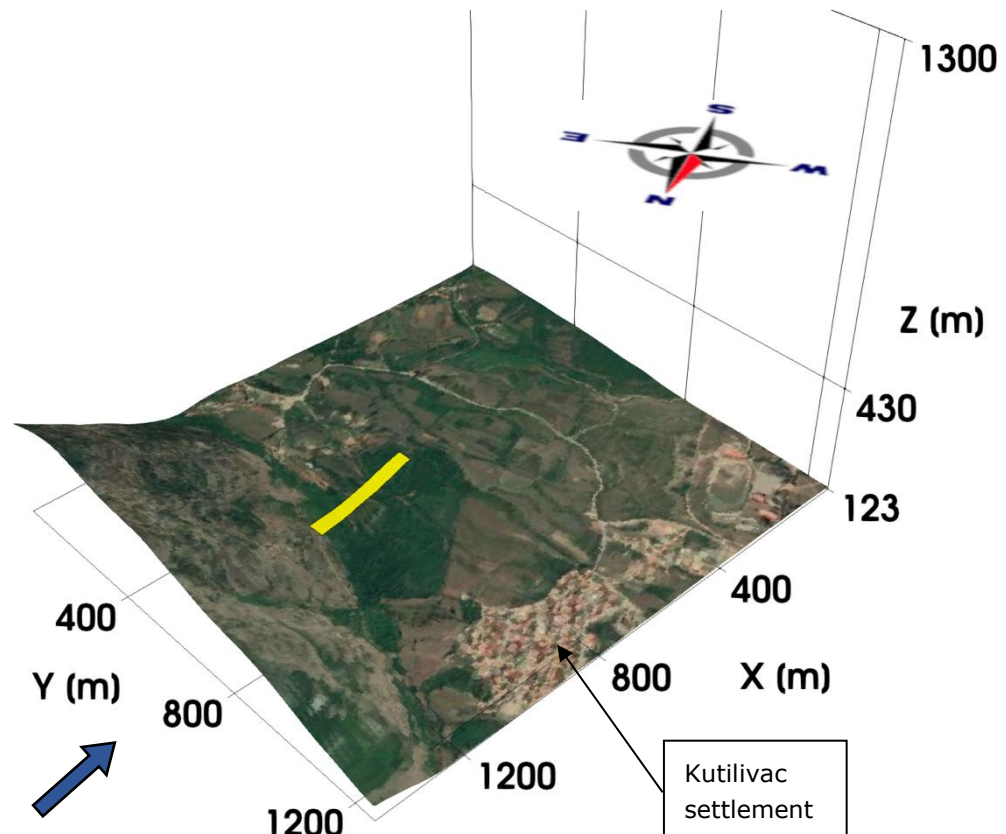 1300
S
E
W
N
Z (m)
430
123
400
400
Y (m)
800
X (m)
800
1200
1200
Kutilivac
settlement